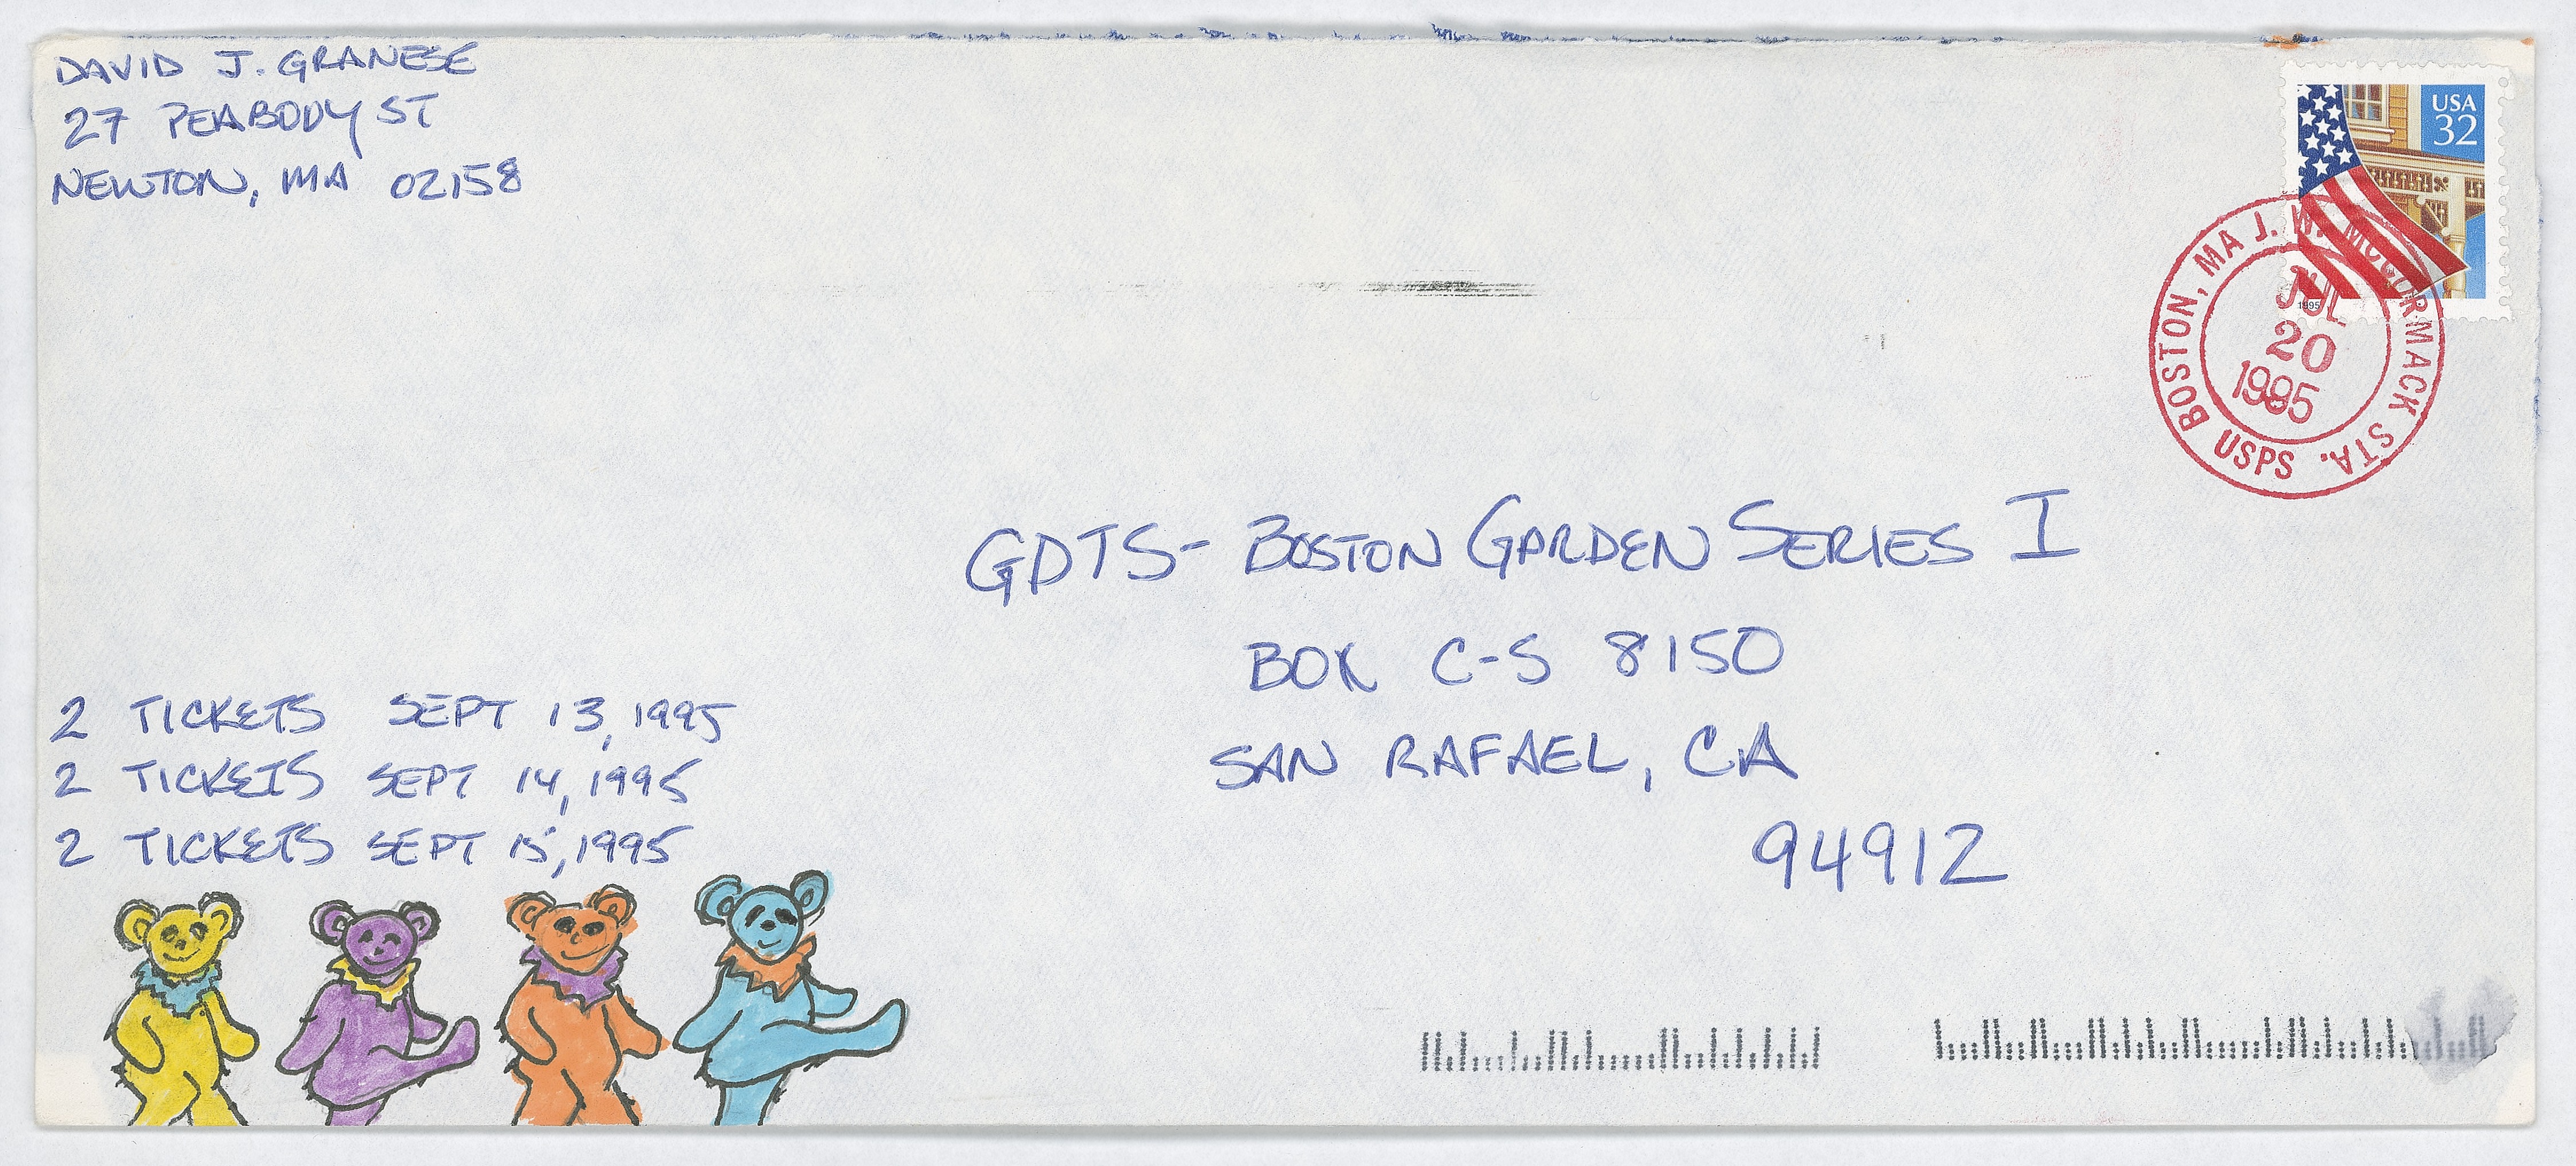 DAVID J. GRANESE
27 PEABODY ST
NEWTON, MA 02158
USA
32
1995
BOSTON, MA J. W. MCCORMACK STA.
JUL
20
1995
USPS
GDTS- BOSTON GARDEN SERIES I
BOX C-S 8150
SAN RAFAEL, CA
94912
2 TICKETS SEPT 13, 1995
2 TICKETS SEPT 14, 1995
2 TICKETS SEPT 15, 1995